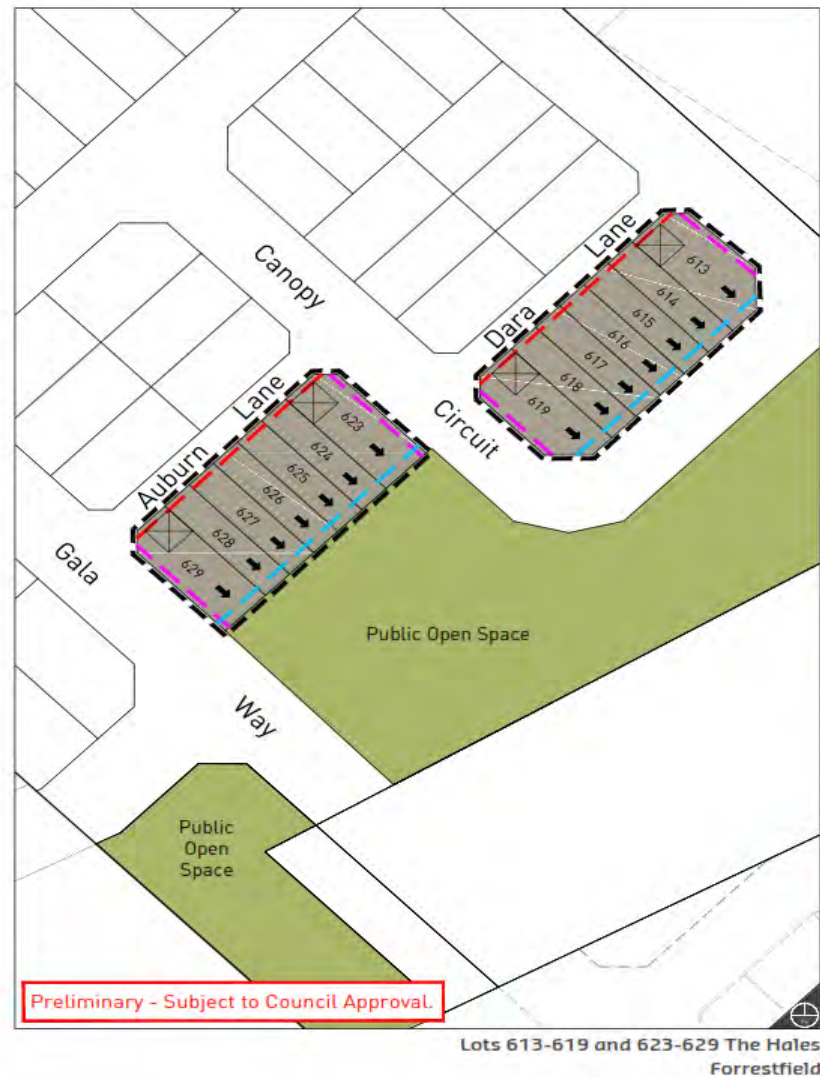 Canopy
Circuit
Dara
Lane
613
614
615
616
617
618
619
Auburn
Lane
623
624
625
626
627
628
629
Gala
Way
Public Open Space
Public
Open
Space
Preliminary - Subject to Council Approval.
Lots 613-619 and 623-629 The Hales
Forrestfield